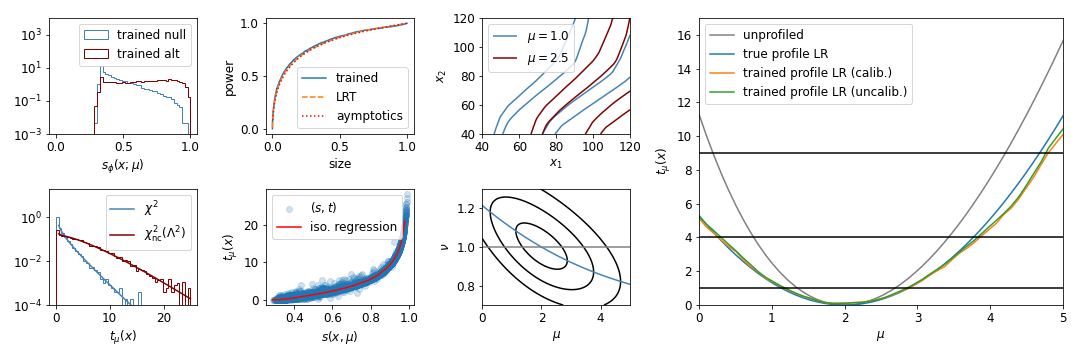 10³
10¹
10⁻¹
10⁻³
trained null
trained alt
0.0 0.5 1.0
s_ϕ(x; μ)
1.0
0.5
0.0
power
trained
LRT
aymptotics
0 1
size
120
100
80
60
40
x₂
μ = 1.0
μ = 2.5
40 60 80 100 120
x₁
10⁰
10⁻²
10⁻⁴
χ²
χ²_nc(Λ²)
0 10 20
t_μ(x)
20
10
0
t_μ(x)
(s, t)
iso. regression
0.4 0.6 0.8 1.0
s(x, μ)
1.2
1.0
0.8
ν
0 2 4
μ
16
14
12
10
8
6
4
2
0
t_μ(x)
unprofiled
true profile LR
trained profile LR (calib.)
trained profile LR (uncalib.)
0 1 2 3 4 5
μ